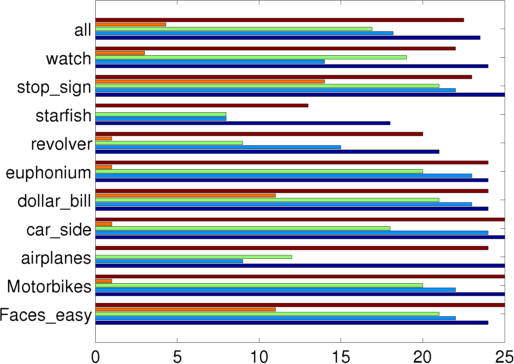 all
watch
stop_sign
starfish
revolver
euphonium
dollar_bill
car_side
airplanes
Motorbikes
Faces_easy
0 5 10 15 20 25